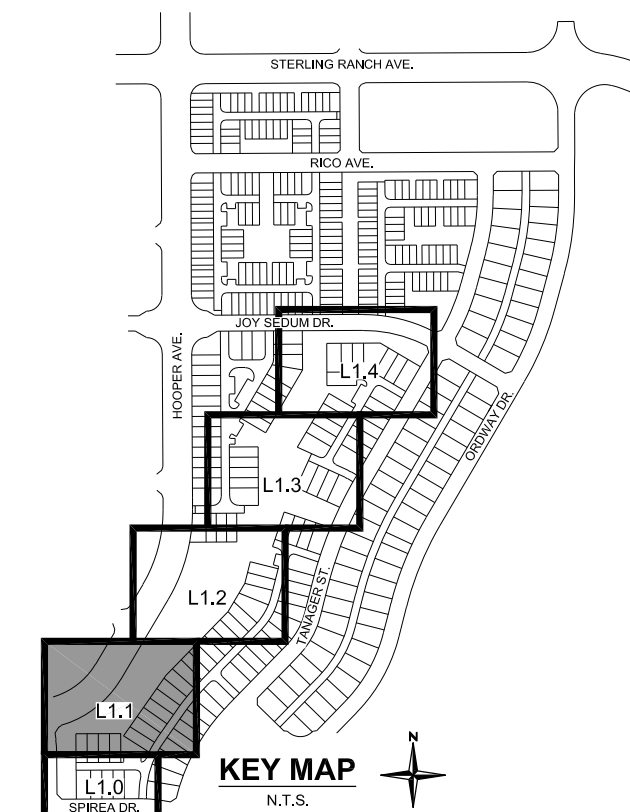 STERLING RANCH AVE.
RICO AVE.
JOY SEDUM DR.
HOOPER AVE.
L1.4
ORDWAY DR.
L1.3
L1.2
TANAGER ST.
L1.1
L1.0
SPIREA DR.
KEY MAP
N.T.S.
N